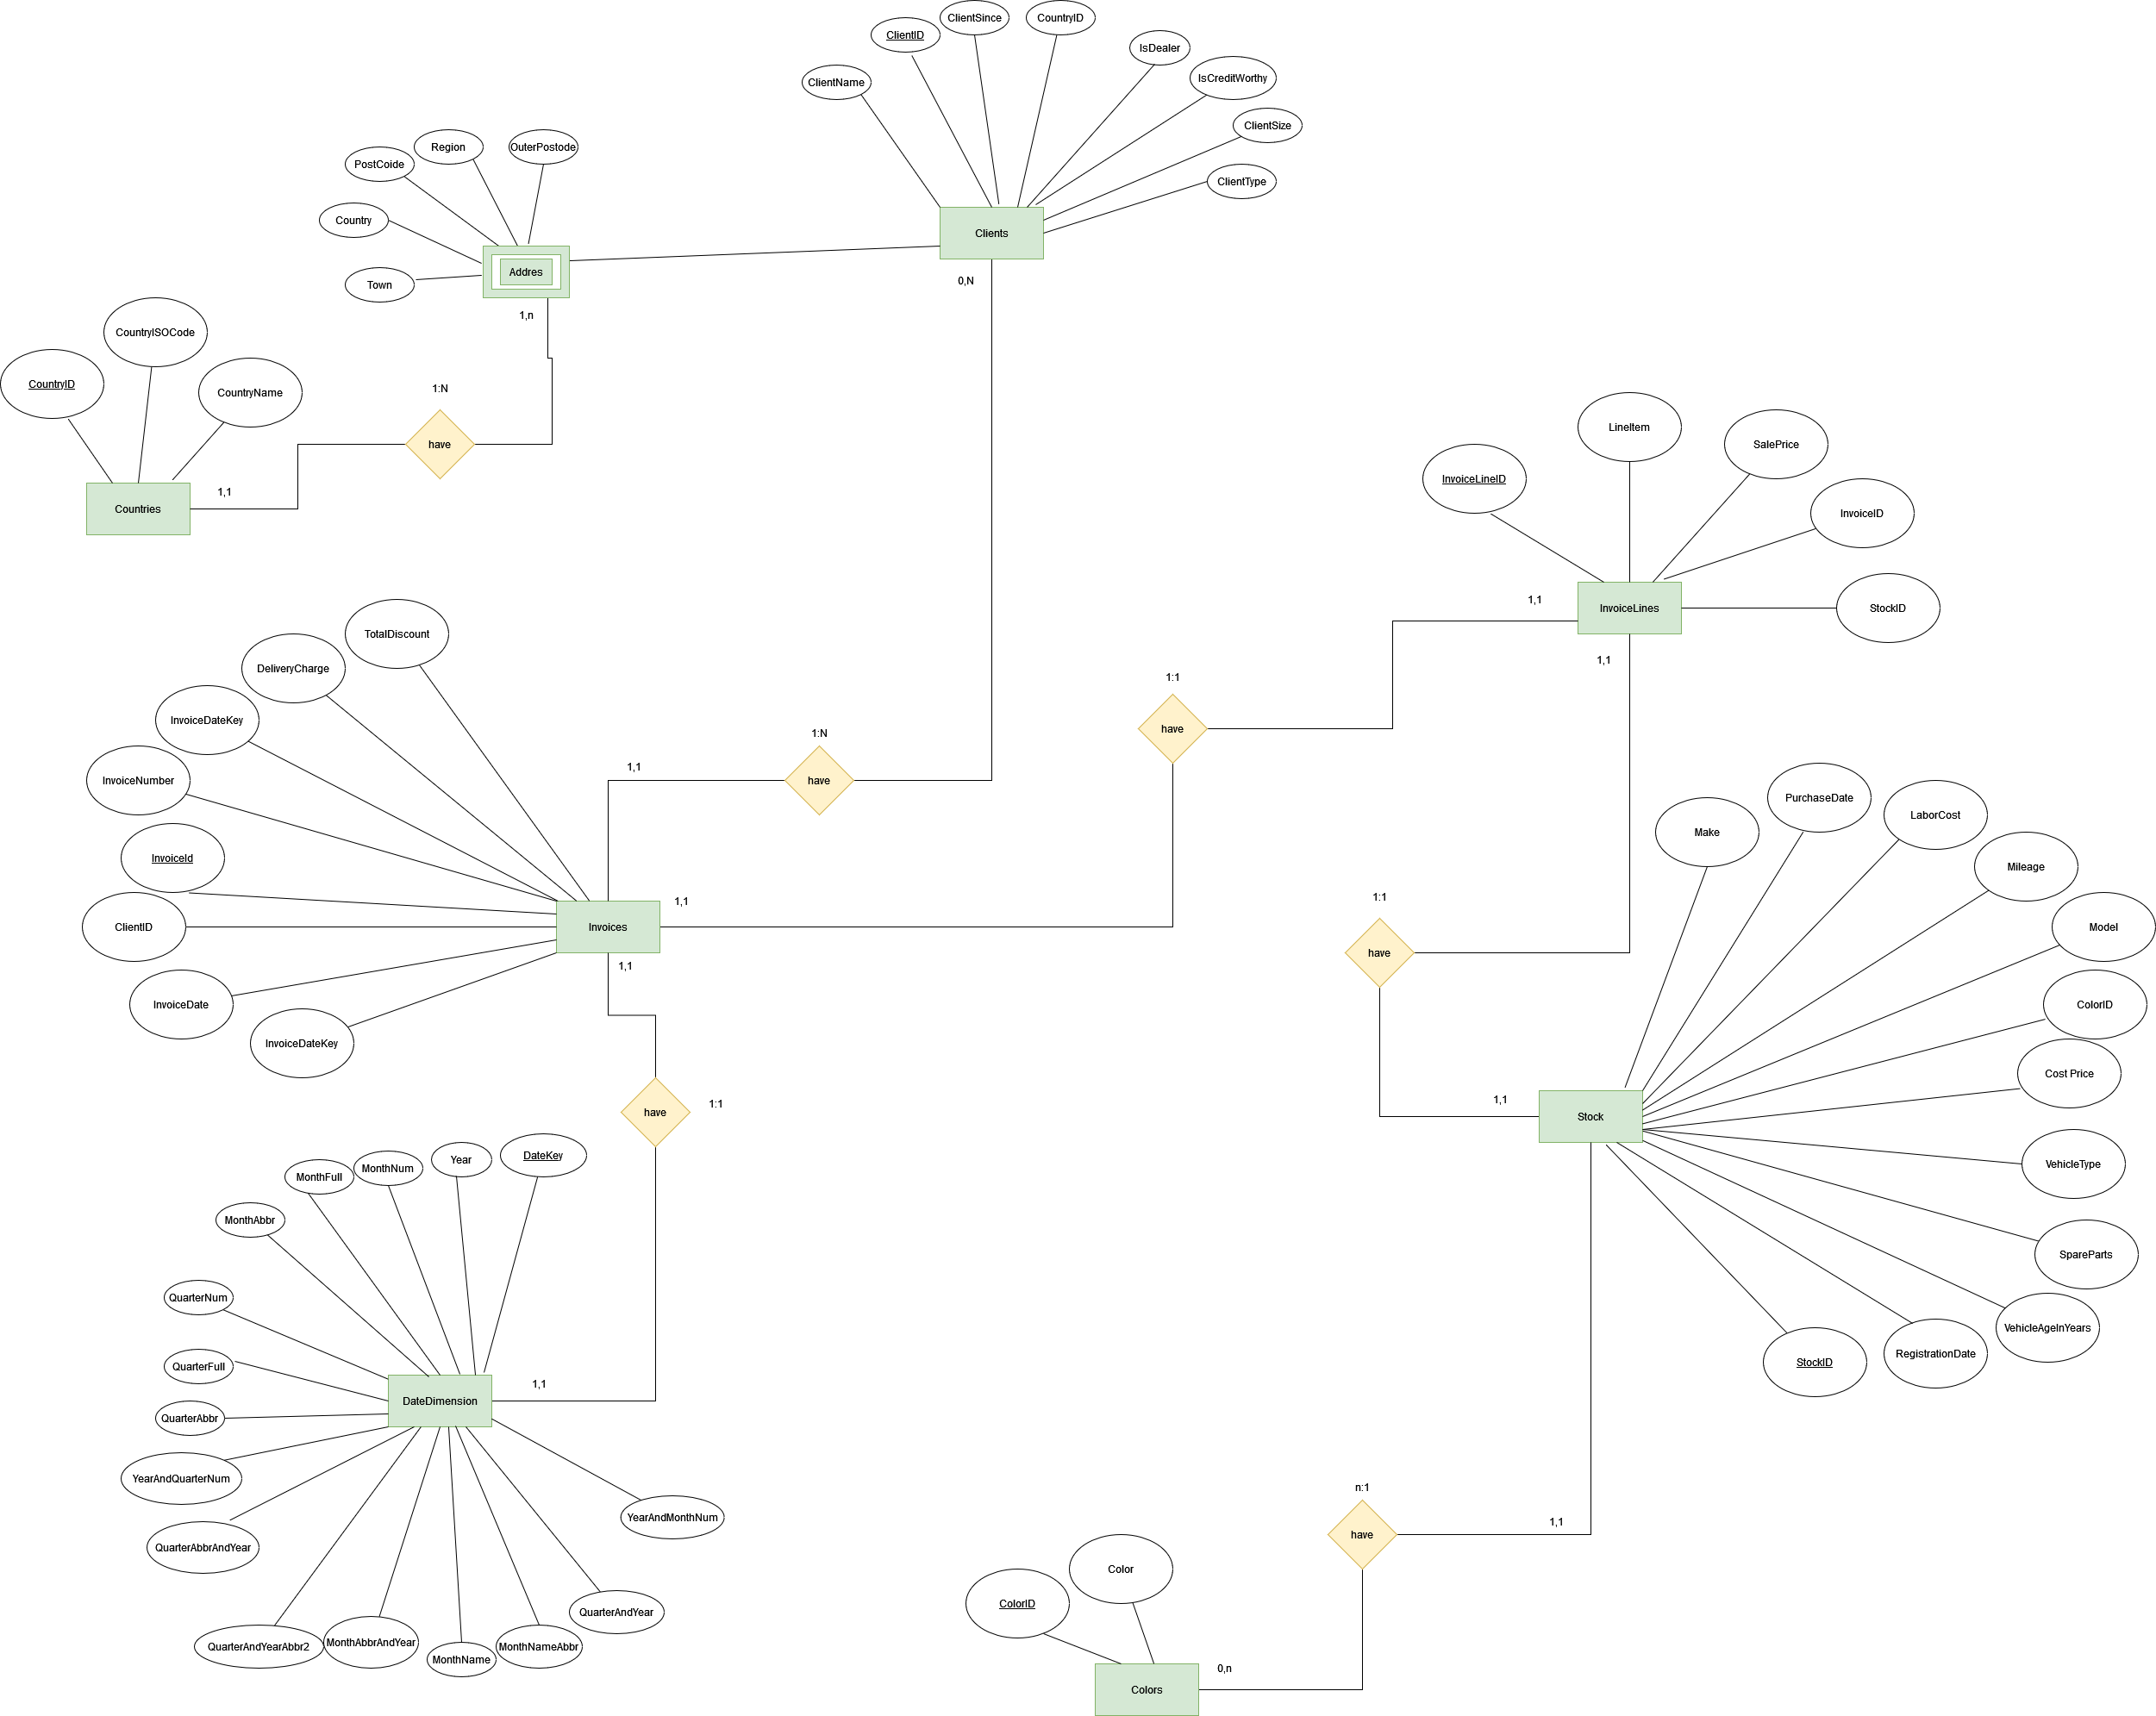 ClientSince
CountryID
ClientID
IsDealer
IsCreditWorthy
ClientName
ClientSize
ClientType
Region
OuterPostode
PostCoide
Country
Town
Addres
Clients
0,N
1,n
CountryISOCode
CountryID
CountryName
1:N
have
1,1
Countries
LineItem
SalePrice
InvoiceLineID
InvoiceID
StockID
InvoiceLines
1,1
1,1
1:1
have
TotalDiscount
DeliveryCharge
InvoiceDateKey
InvoiceNumber
InvoiceId
ClientID
InvoiceDate
InvoiceDateKey
1:N
have
1,1
Invoices
1,1
1,1
have
1:1
1:1
have
1,1
PurchaseDate
LaborCost
Make
Mileage
Model
ColorID
Cost Price
VehicleType
SpareParts
VehicleAgeInYears
RegistrationDate
StockID
Stock
DateKey
Year
MonthNum
MonthFull
MonthAbbr
QuarterNum
QuarterFull
QuarterAbbr
YearAndQuarterNum
QuarterAbbrAndYear
QuarterAndYearAbbr2
MonthAbbrAndYear
MonthName
MonthNameAbbr
QuarterAndYear
YearAndMonthNum
DateDimension
1,1
n:1
have
1,1
Color
ColorID
Colors
0,n